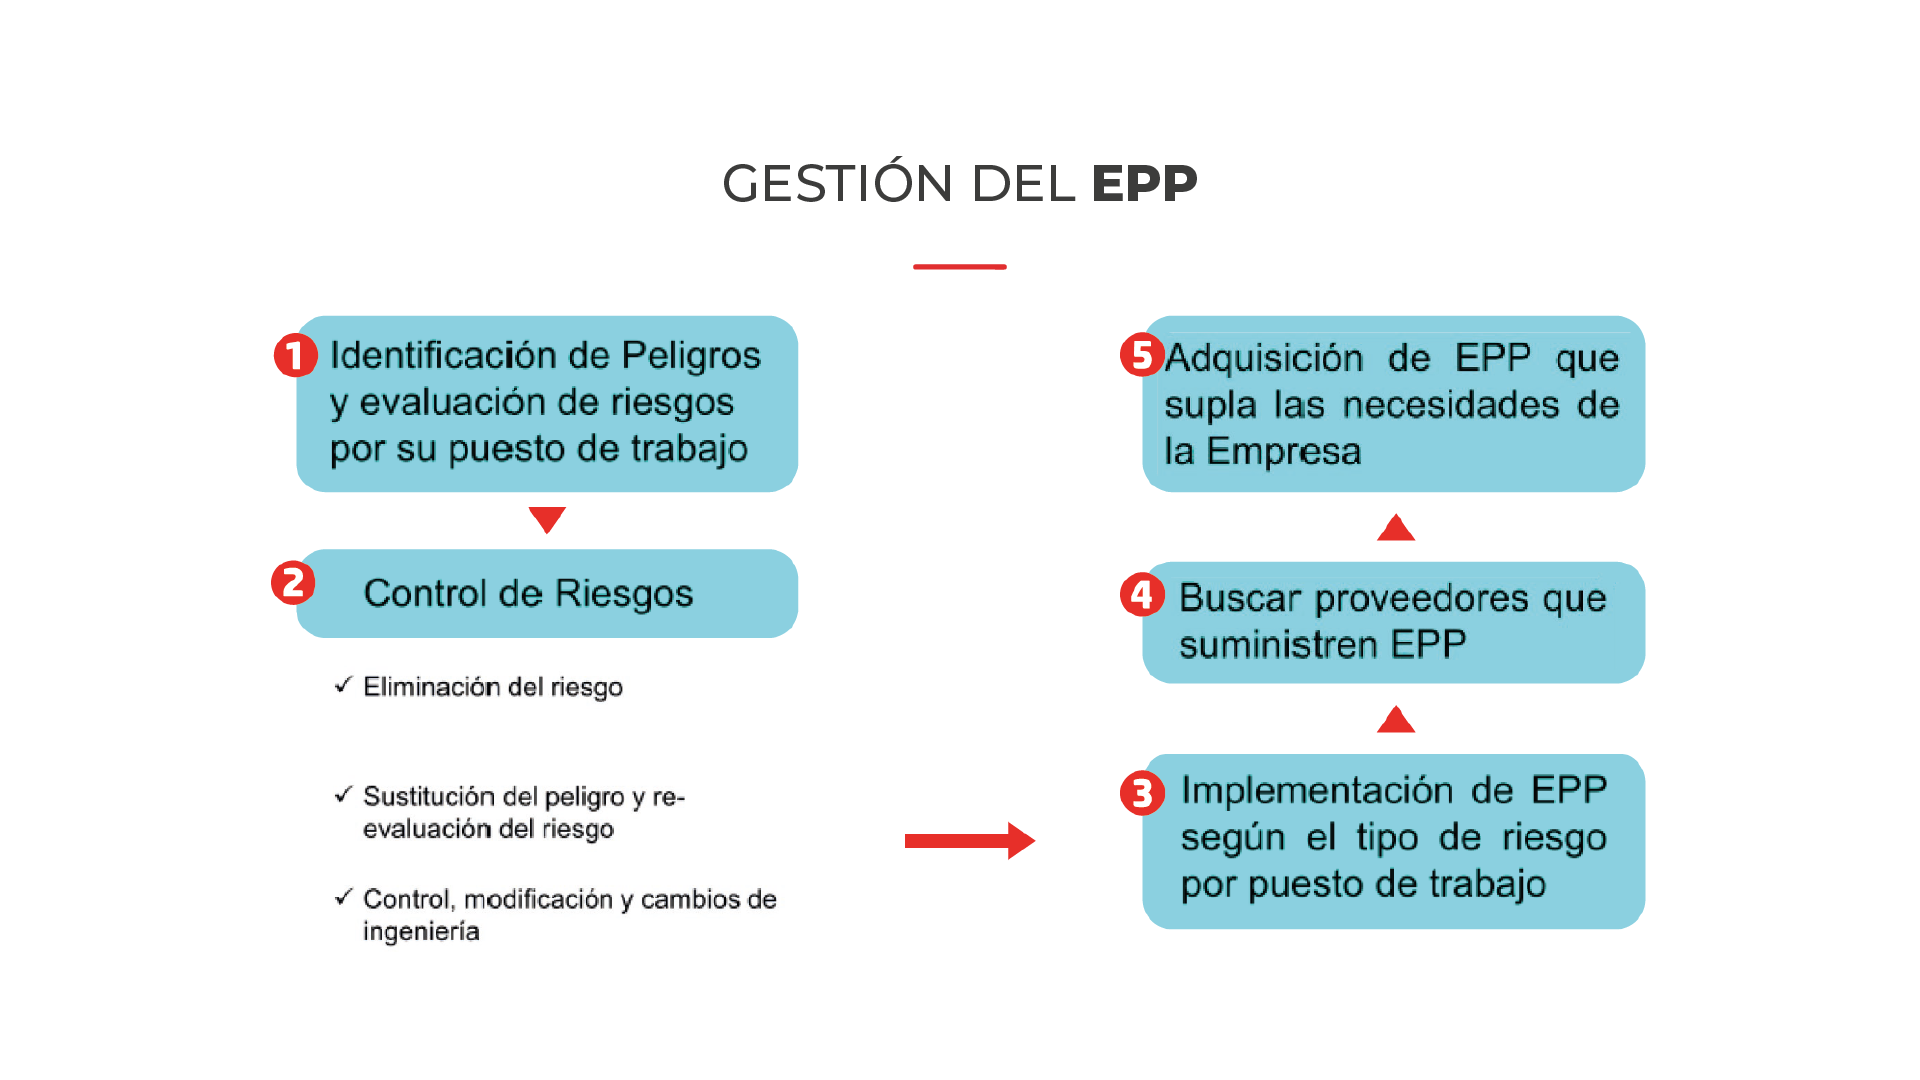 GESTIÓN DEL EPP
1
Identificación de Peligros
y evaluación de riesgos
por su puesto de trabajo
2
Control de Riesgos
✓ Eliminación del riesgo
✓ Sustitución del peligro y re-
evaluación del riesgo
✓ Control, modificación y cambios de
ingeniería
3
Implementación de EPP
según el tipo de riesgo
por puesto de trabajo
4
Buscar proveedores que
suministren EPP
5
Adquisición de EPP que
supla las necesidades de
la Empresa